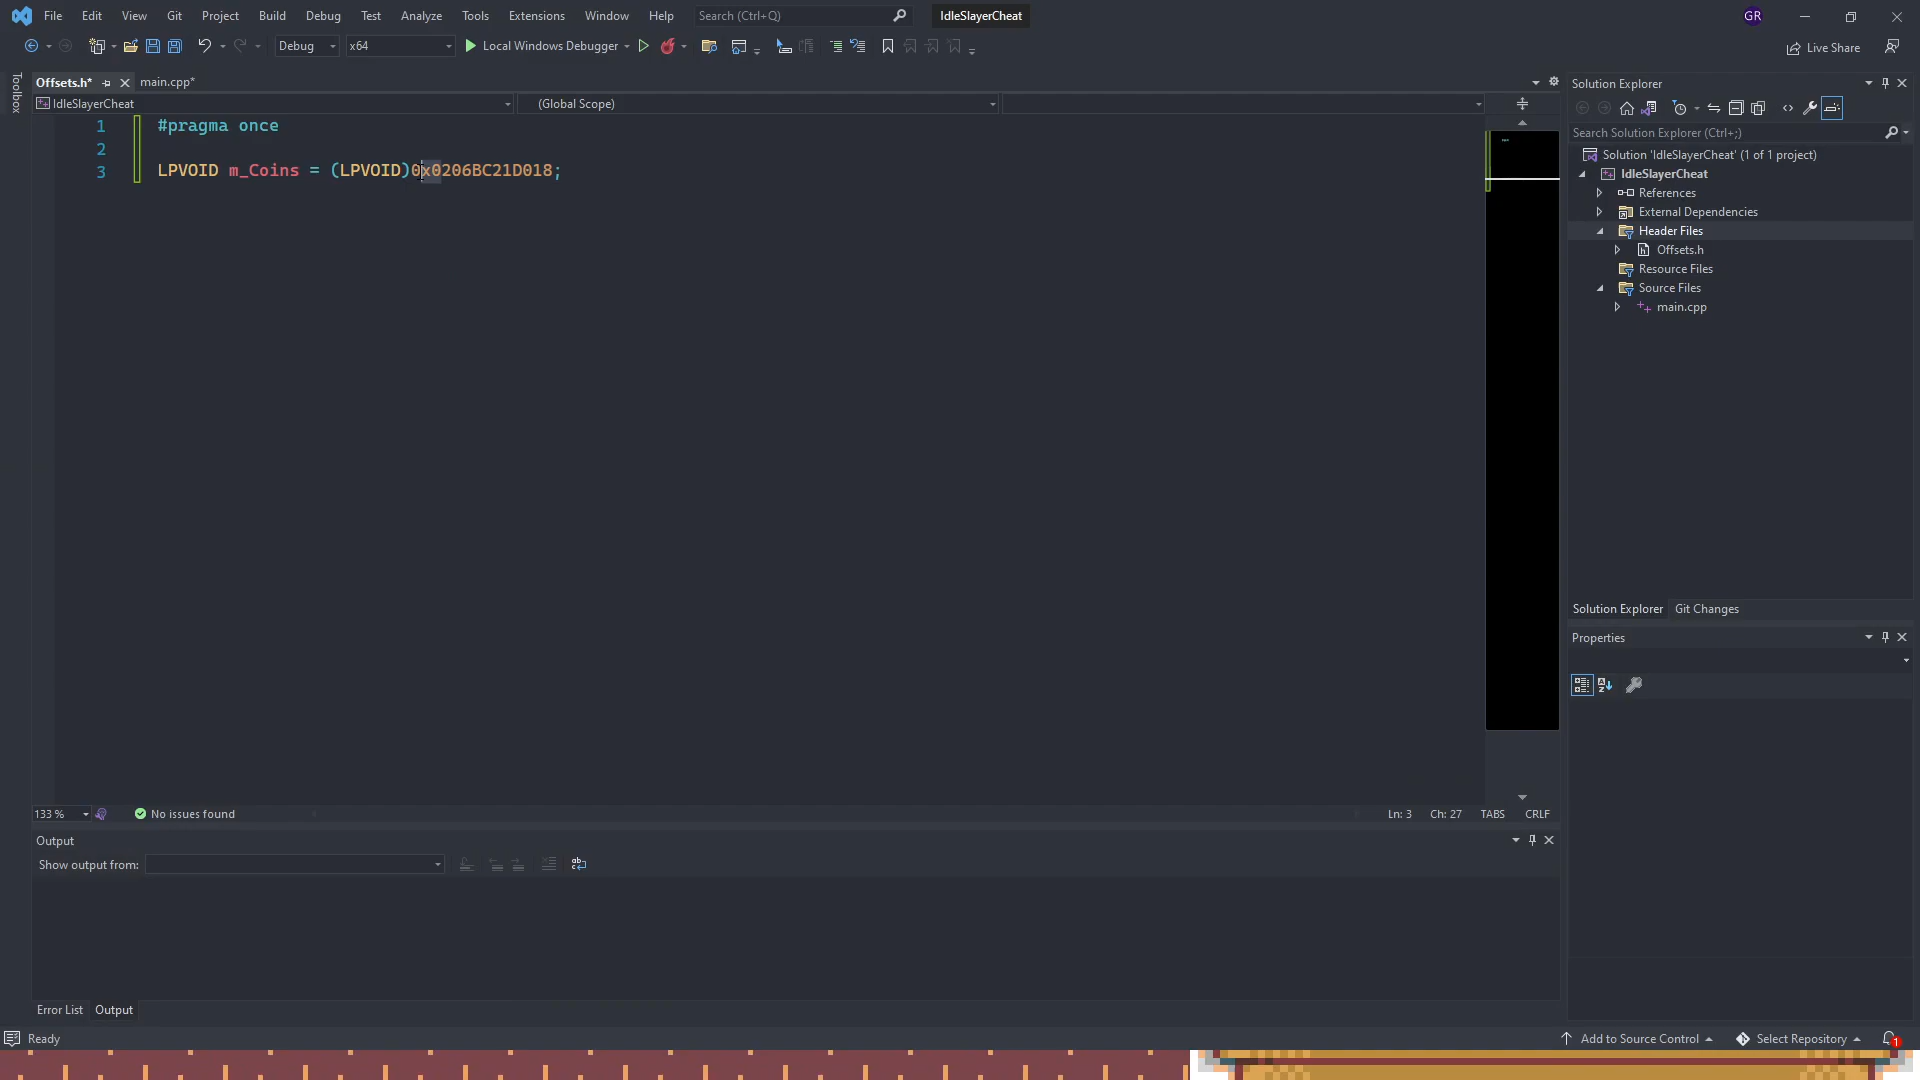 File Edit View Git Project Build Debug Test Analyze Tools Extensions Window Help Search (Ctrl+Q) IdleSlayerCheat GR
Debug x64 Local Windows Debugger Live Share
Toolbox
Offsets.h* main.cpp*
IdleSlayerCheat (Global Scope)
1 #pragma once
2
3 LPVOID m_Coins = (LPVOID)0x0206BC21D018;
Solution Explorer
Search Solution Explorer (Ctrl+;)
Solution 'IdleSlayerCheat' (1 of 1 project)
IdleSlayerCheat
References
External Dependencies
Header Files
Offsets.h
Resource Files
Source Files
main.cpp
Solution Explorer Git Changes
Properties
133 % No issues found Ln: 3 Ch: 27 TABS CRLF
Output
Show output from:
Error List Output
Ready Add to Source Control Select Repository 1